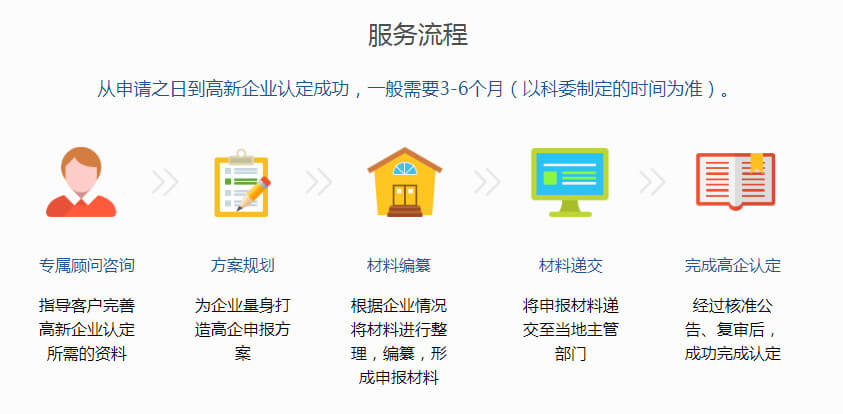 服务流程
从申请之日到高新企业认定成功，一般需要3-6个月（以科委制定的时间为准）。
专属顾问咨询
方案规划
材料编纂
材料递交
完成高企认定
指导客户完善
高新企业认定
所需的资料
为企业量身打
造高企申报方
案
根据企业情况
将材料进行整
理，编纂，形
成申报材料
将申报材料递
交至当地主管
部门
经过核准公
告、复审后，
成功完成认定